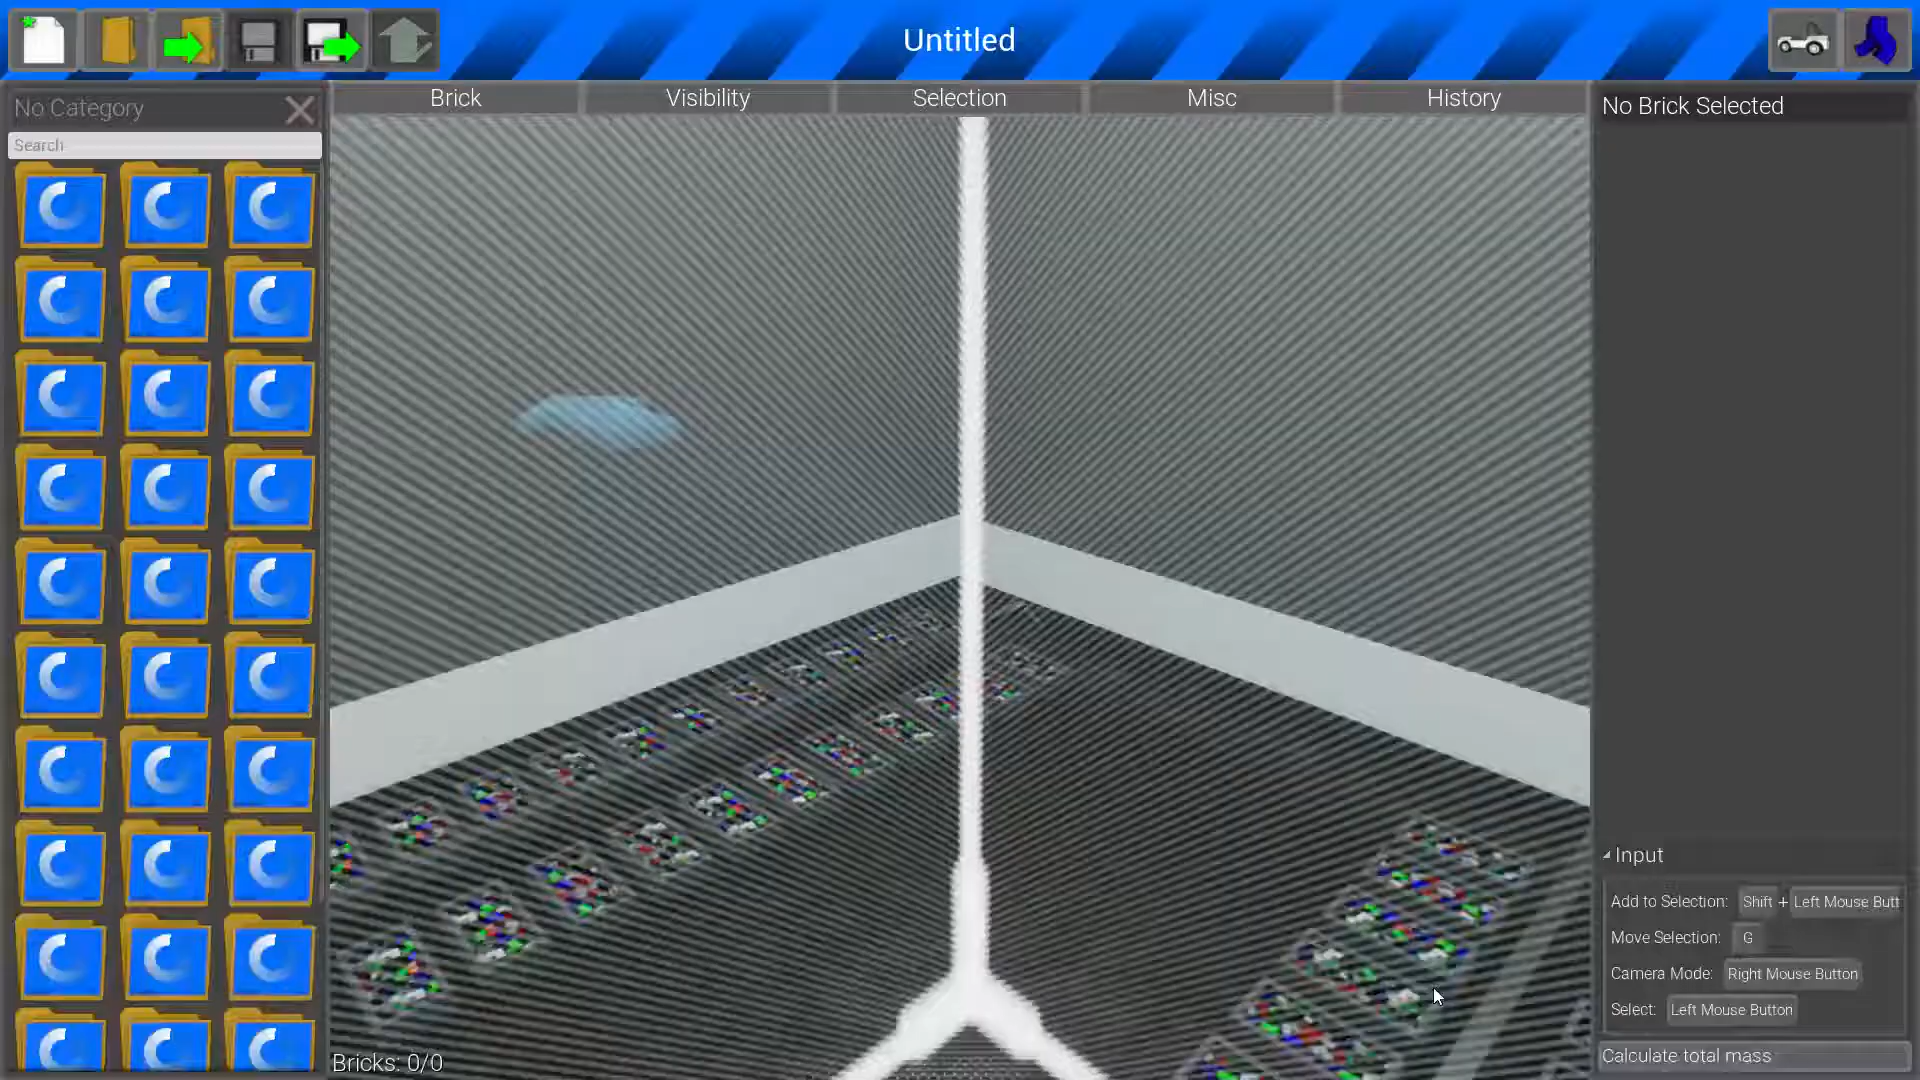 Untitled
No Category
Search
Brick
Visibility
Selection
Misc
History
No Brick Selected
Input
Add to Selection: Shift + Left Mouse Butt
Move Selection: G
Camera Mode: Right Mouse Button
Select: Left Mouse Button
Calculate total mass
Bricks: 0/0